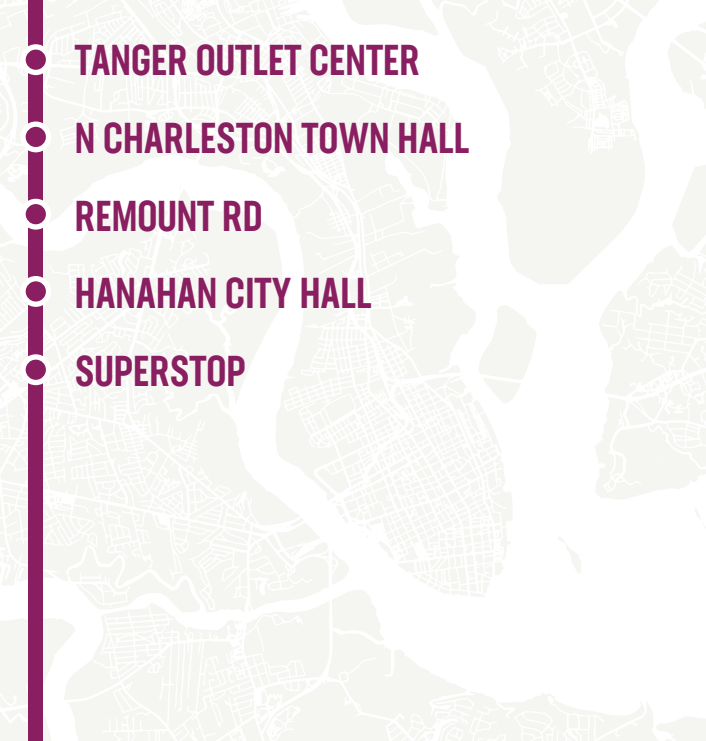 TANGER OUTLET CENTER
N CHARLESTON TOWN HALL
REMOUNT RD
HANAHAN CITY HALL
SUPERSTOP